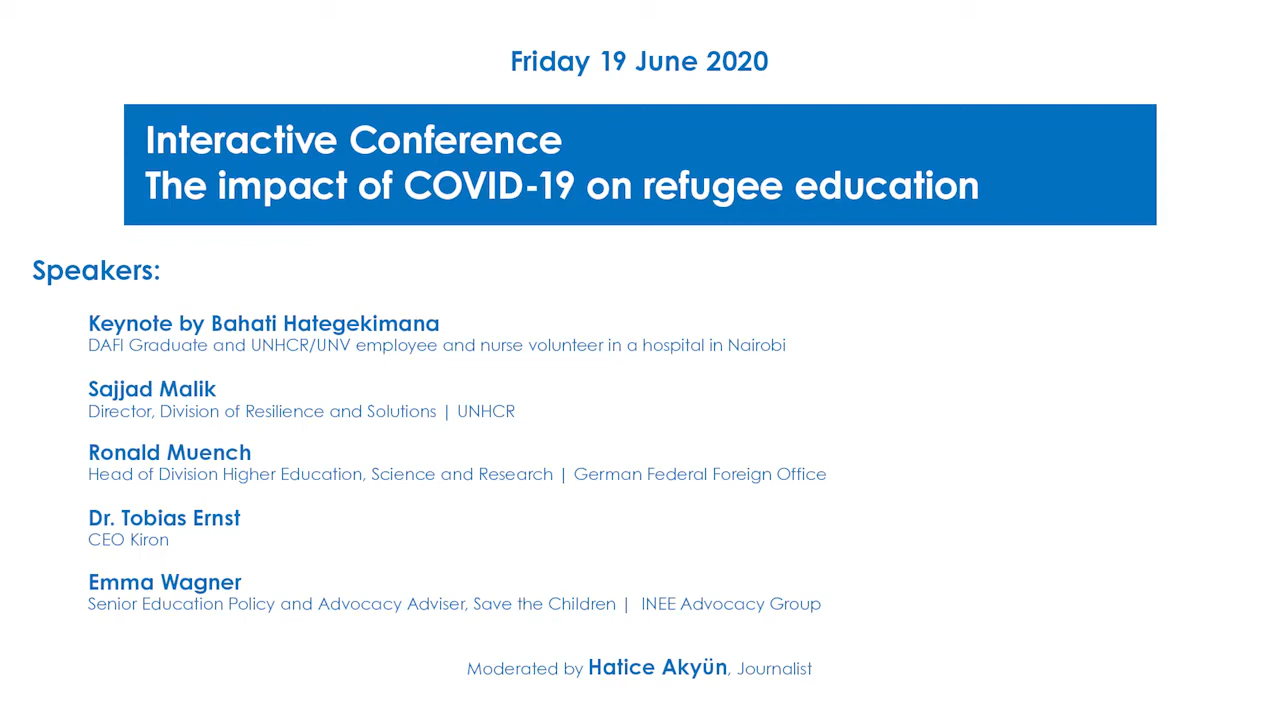 Friday 19 June 2020
Interactive Conference
The impact of COVID-19 on refugee education
Speakers:
Keynote by Bahati Hategekimana
DAFI Graduate and UNHCR/UNV employee and nurse volunteer in a hospital in Nairobi
Sajjad Malik
Director, Division of Resilience and Solutions | UNHCR
Ronald Muench
Head of Division Higher Education, Science and Research | German Federal Foreign Office
Dr. Tobias Ernst
CEO Kiron
Emma Wagner
Senior Education Policy and Advocacy Adviser, Save the Children | INEE Advocacy Group
Moderated by Hatice Akyün, Journalist